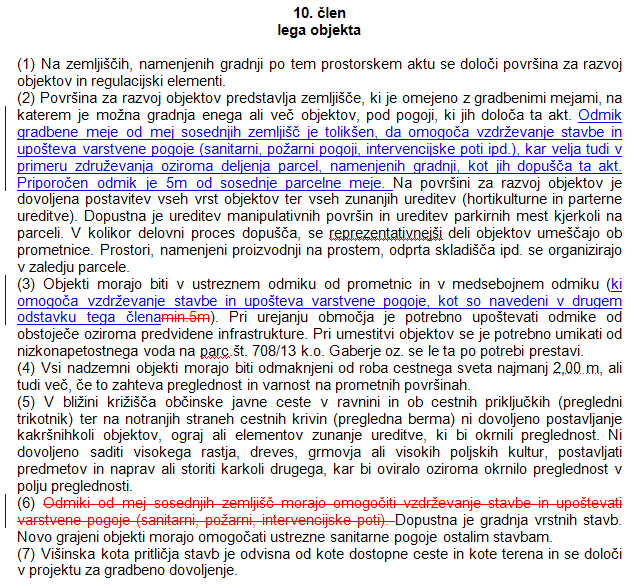 10. člen
lega objekta
(1) Na zemljiščih, namenjenih gradnji po tem prostorskem aktu se določi površina za razvoj
objektov in regulacijski elementi.
(2) Površina za razvoj objektov predstavlja zemljišče, ki je omejeno z gradbenimi mejami, na
katerem je možna gradnja enega ali več objektov, pod pogoji, ki jih določa ta akt. Odmik
gradbene meje od mej sosednjih zemljišč je tolikšen, da omogoča vzdrževanje stavbe in
upošteva varstvene pogoje (sanitarni, požarni pogoji, intervencijske poti ipd.), kar velja tudi v
primeru združevanja oziroma deljenja parcel, namenjenih gradnji, kot jih dopušča ta akt.
Priporočen odmik je 5m od sosednje parcelne meje. Na površini za razvoj objektov je
dovoljena postavitev vseh vrst objektov ter vseh zunanjih ureditev (hortikulturne in parterne
ureditve). Dopustna je ureditev manipulativnih površin in ureditev parkirnih mest kjerkoli na
parceli. V kolikor delovni proces dopušča, se reprezentativnejši deli objektov umeščajo ob
prometnice. Prostori, namenjeni proizvodnji na prostem, odprta skladišča ipd. se organizirajo
v zaledju parcele.
(3) Objekti morajo biti v ustreznem odmiku od prometnic in v medsebojnem odmiku (ki
omogoča vzdrževanje stavbe in upošteva varstvene pogoje, kot so navedeni v drugem
odstavku tega členamin 5m). Pri urejanju območja je potrebno upoštevati odmike od
obstoječe oziroma predvidene infrastrukture. Pri umestitvi objektov se je potrebno umikati od
nizkonapetostnega voda na parc.št. 708/13 k.o. Gaberje oz. se le ta po potrebi prestavi.
(4) Vsi nadzemni objekti morajo biti odmaknjeni od roba cestnega sveta najmanj 2,00 m, ali
tudi več, če to zahteva preglednost in varnost na prometnih površinah.
(5) V bližini križišča občinske javne ceste v ravnini in ob cestnih priključkih (pregledni
trikotnik) ter na notranjih straneh cestnih krivin (pregledna berma) ni dovoljeno postavljanje
kakršnihkoli objektov, ograj ali elementov zunanje ureditve, ki bi okrnili preglednost. Ni
dovoljeno saditi visokega rastja, dreves, grmovja ali visokih poljskih kultur, postavljati
predmetov in naprav ali storiti karkoli drugega, kar bi oviralo oziroma okrnilo preglednost v
polju preglednosti.
(6) Odmiki od mej sosednjih zemljišč morajo omogočiti vzdrževanje stavbe in upoštevati
varstvene pogoje (sanitarni, požarni, intervencijske poti). Dopustna je gradnja vrstnih stavb.
Novo grajeni objekti morajo omogočati ustrezne sanitarne pogoje ostalim stavbam.
(7) Višinska kota pritličja stavb je odvisna od kote dostopne ceste in kote terena in se določi
v projektu za gradbeno dovoljenje.